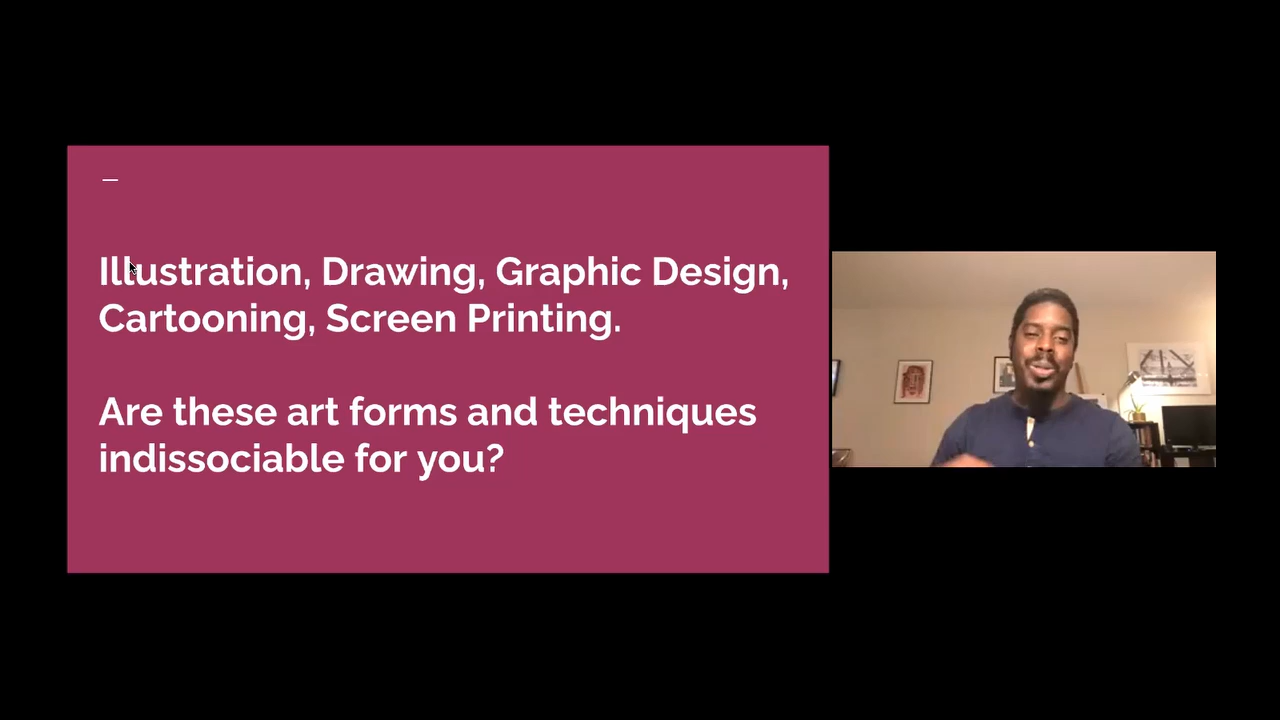 Illustration, Drawing, Graphic Design,
Cartooning, Screen Printing.
Are these art forms and techniques
indissociable for you?